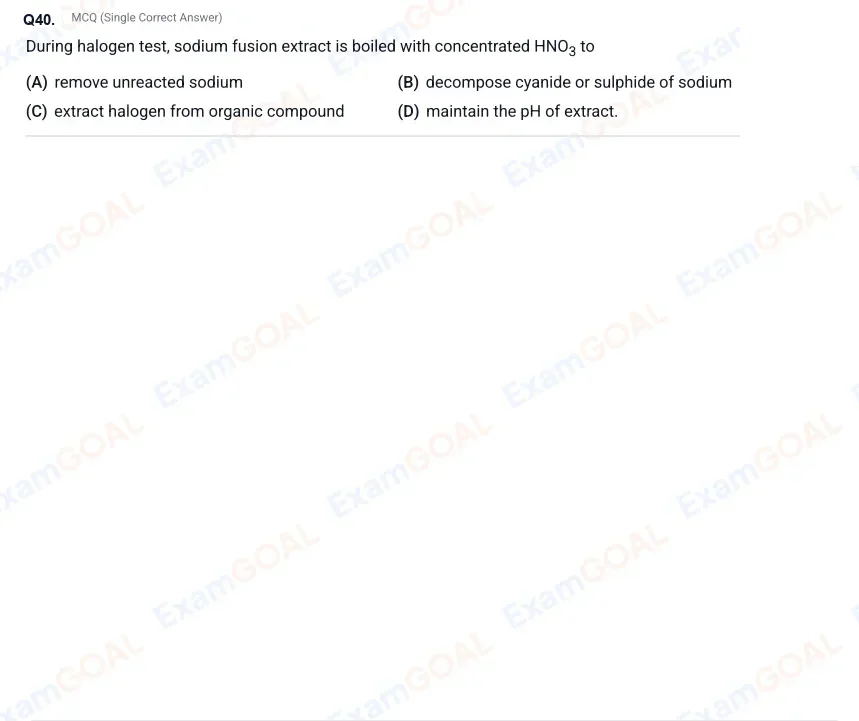 Q40. MCQ (Single Correct Answer)
During halogen test, sodium fusion extract is boiled with concentrated HNO3 to
(A) remove unreacted sodium (B) decompose cyanide or sulphide of sodium
(C) extract halogen from organic compound (D) maintain the pH of extract.
ExamGOAL